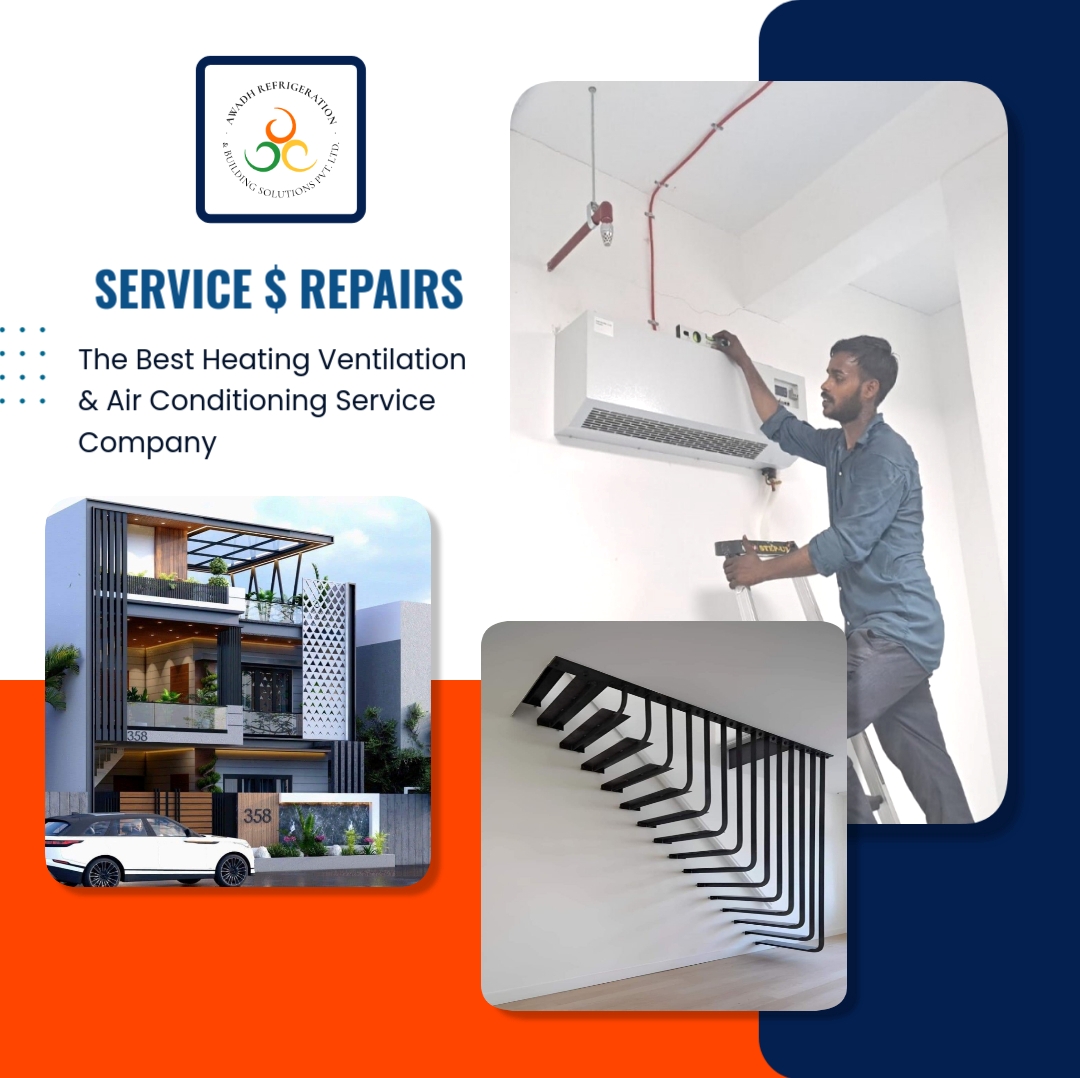 AWADH REFRIGERATION
& BUILDING SOLUTIONS PVT. LTD.
SERVICE $ REPAIRS
The Best Heating Ventilation
& Air Conditioning Service
Company
358
358